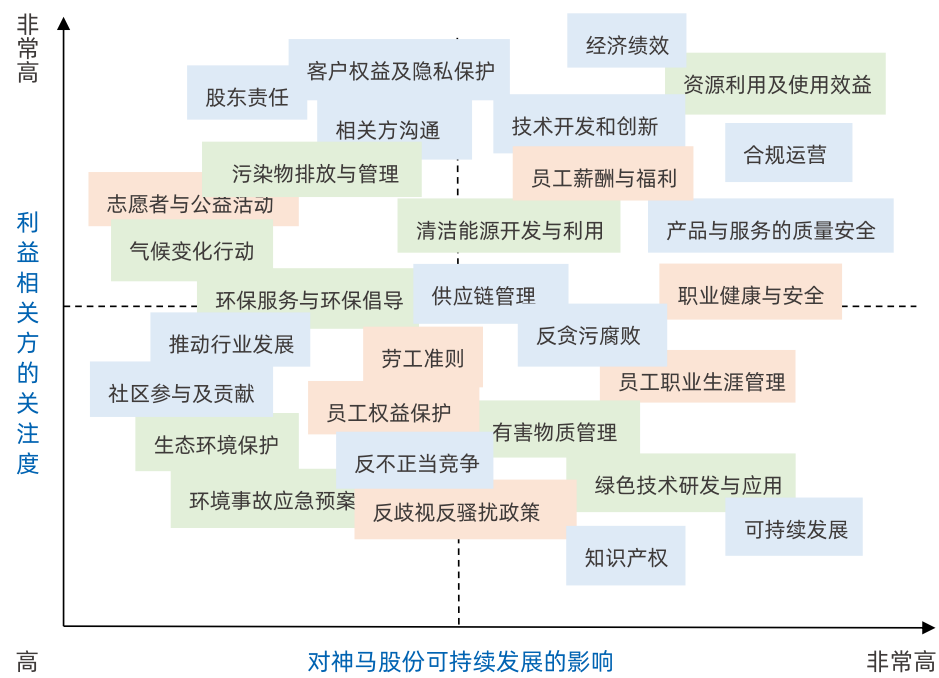 非常高
经济绩效
客户权益及隐私保护
资源利用及使用效益
股东责任
相关方沟通
技术开发和创新
合规运营
污染物排放与管理
员工薪酬与福利
志愿者与公益活动
清洁能源开发与利用
产品与服务的质量安全
气候变化行动
利益相关方的关注度
环保服务与环保倡导
供应链管理
职业健康与安全
反贪污腐败
推动行业发展
劳工准则
员工职业生涯管理
社区参与及贡献
员工权益保护
有害物质管理
生态环境保护
反不正当竞争
绿色技术研发与应用
环境事故应急预案
反歧视反骚扰政策
可持续发展
知识产权
高
对神马股份可持续发展的影响
非常高